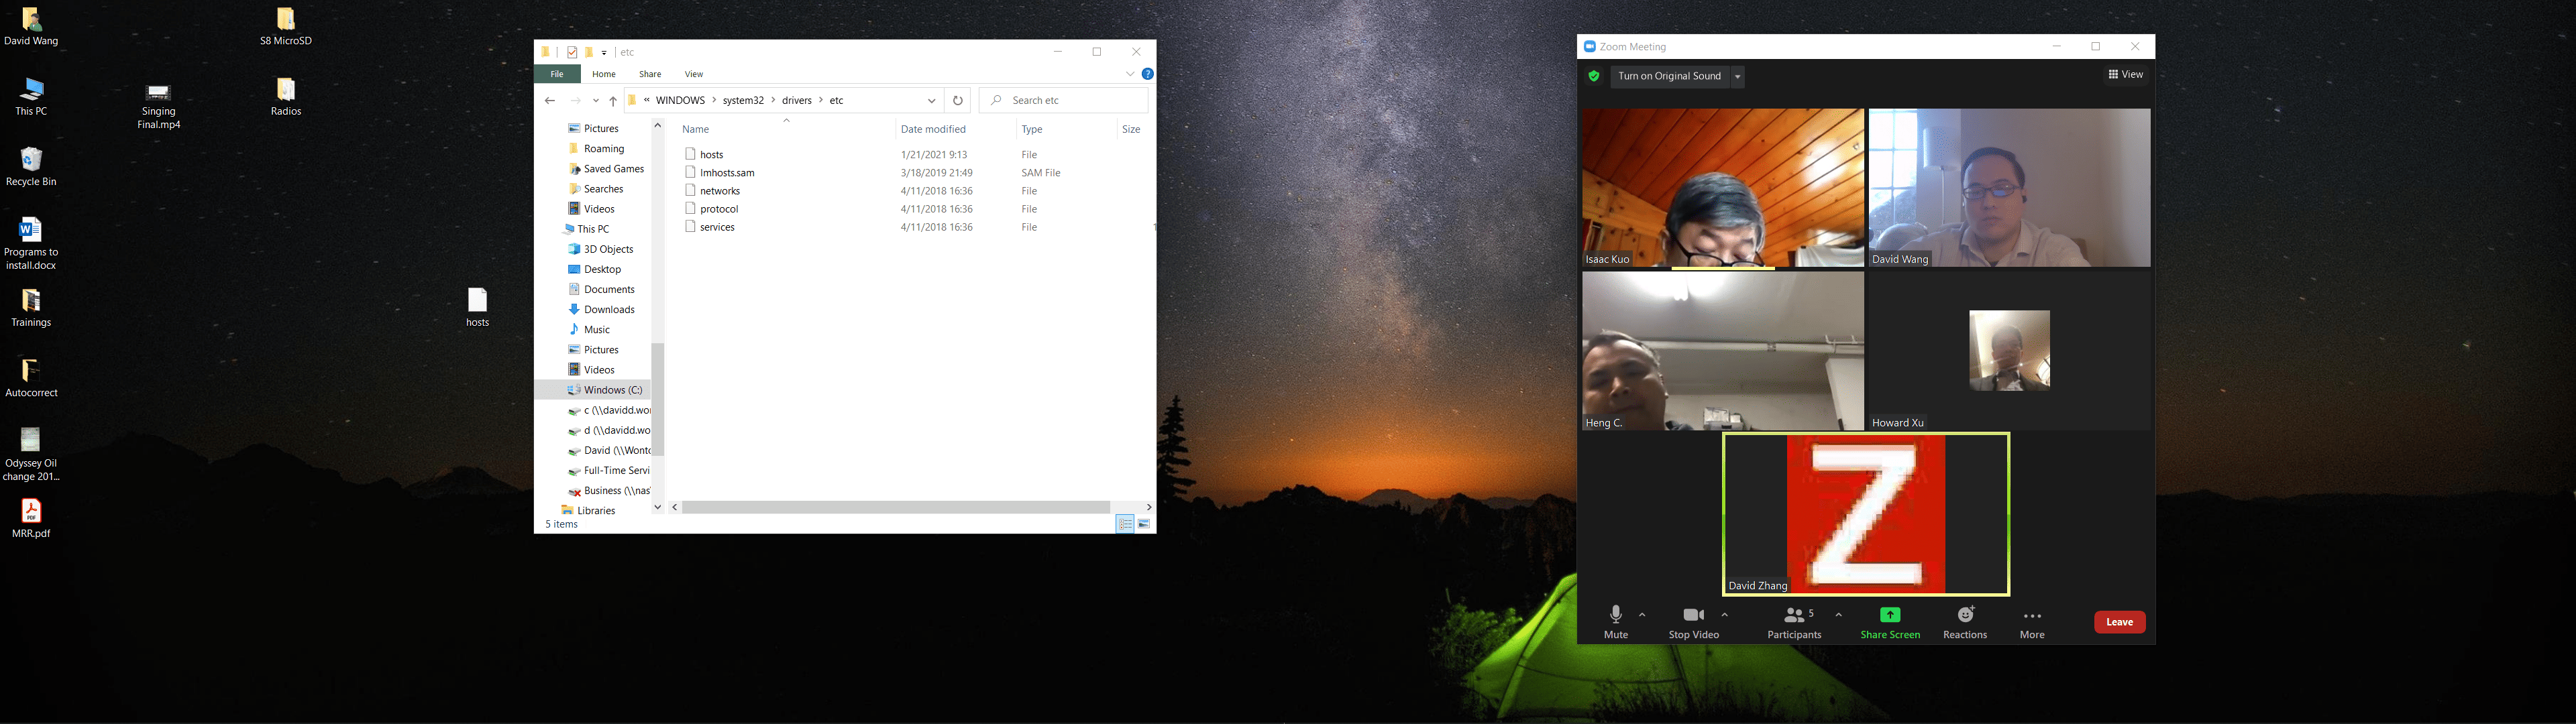 David Wang
This PC
Recycle Bin
Programs to
install.docx
Trainings
Autocorrect
Odyssey Oil
change 201...
MRR.pdf
Singing
Final.mp4
S8 MicroSD
Radios
hosts
etc
File Home Share View
« WINDOWS > system32 > drivers > etc
Search etc
Pictures
Roaming
Saved Games
Searches
Videos
This PC
3D Objects
Desktop
Documents
Downloads
Music
Pictures
Videos
Windows (C:)
c (\\davidd.wo
d (\\davidd.wo
David (\\Wont
Full-Time Servi
Business (\\nas
Libraries
Name Date modified Type Size
hosts 1/21/2021 9:13 File
lmhosts.sam 3/18/2019 21:49 SAM File
networks 4/11/2018 16:36 File
protocol 4/11/2018 16:36 File
services 4/11/2018 16:36 File
5 items
Zoom Meeting
Turn on Original Sound
View
Isaac Kuo
David Wang
Heng C.
Howard Xu
Z
David Zhang
5
Mute Stop Video Participants Share Screen Reactions More
Leave